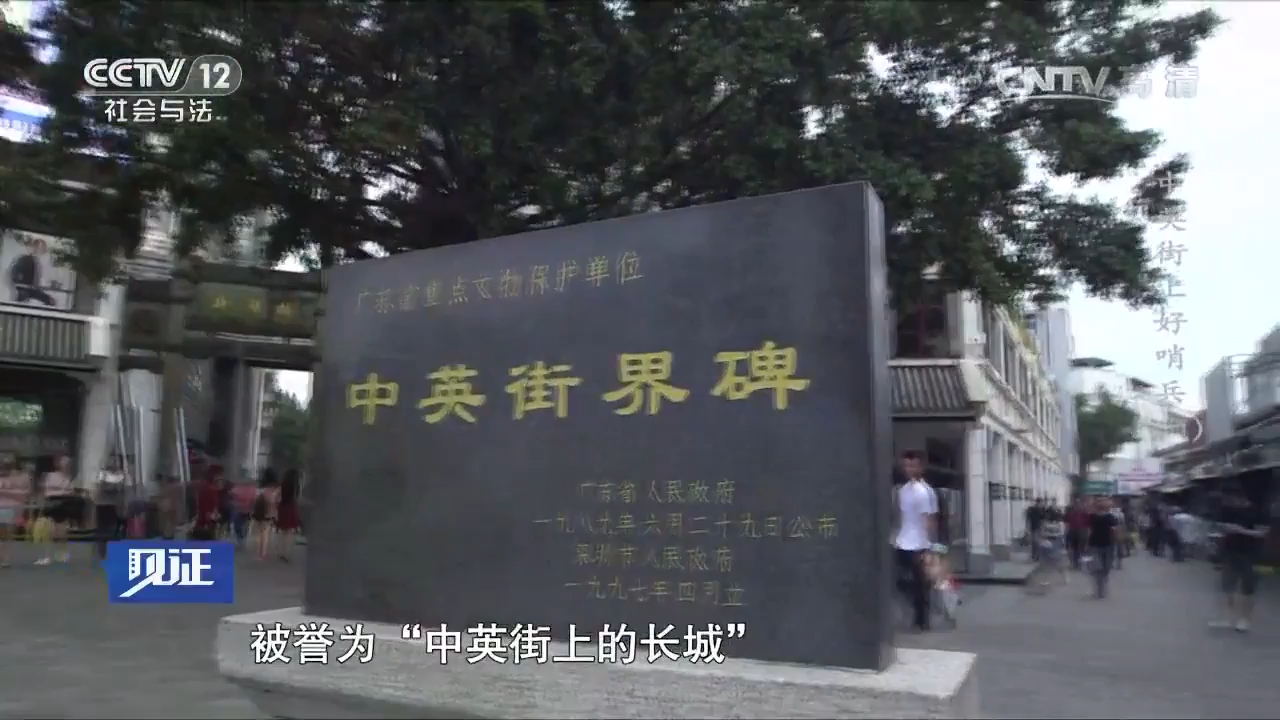 CCTV 12
社会与法
CNTV 高清
中英街上好哨兵
广东省重点文物保护单位
中英街界碑
广东省人民政府
一九八九年六月二十九日公布
深圳市人民政府
一九九七年四月立
见证
被誉为“中英街上的长城”